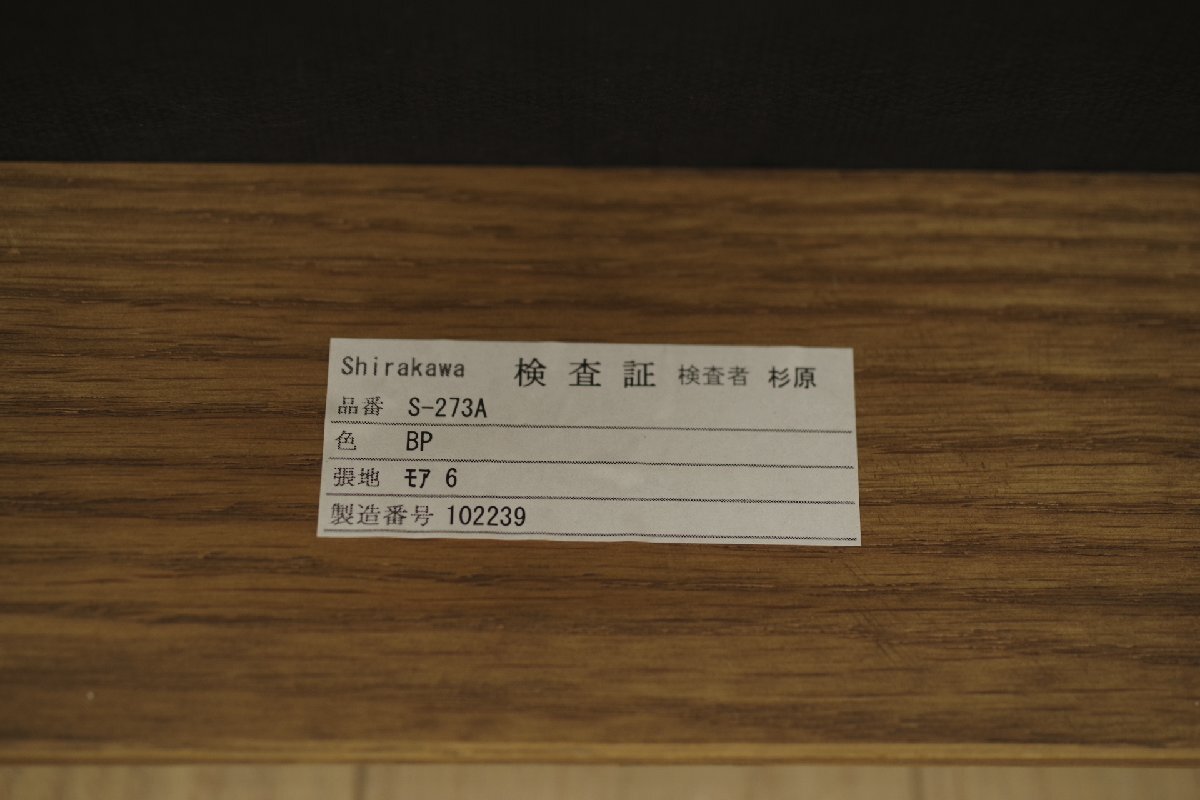 Shirakawa 検査証 検査者 杉原
品番 S-273A
色 BP
張地 ﾓｱ 6
製造番号 102239